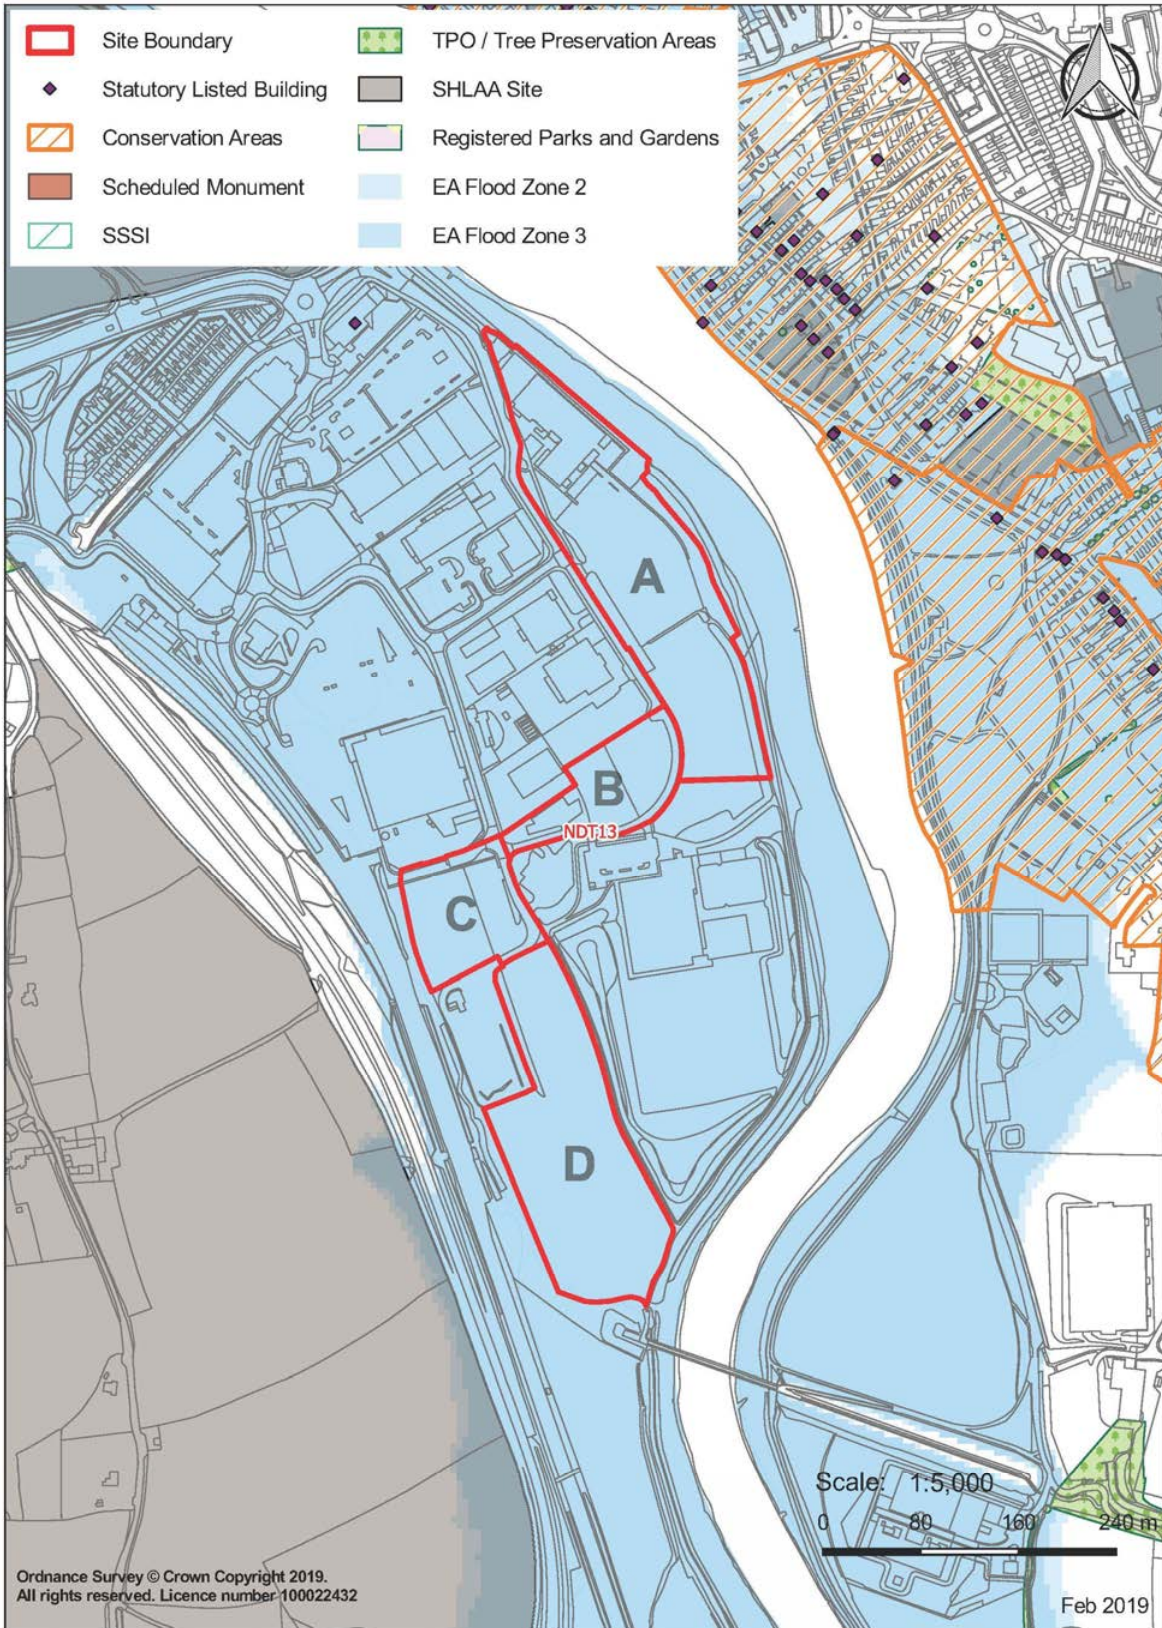 Site Boundary
Statutory Listed Building
Conservation Areas
Scheduled Monument
SSSI
TPO / Tree Preservation Areas
SHLAA Site
Registered Parks and Gardens
EA Flood Zone 2
EA Flood Zone 3
A
B
NDT13
C
D
Scale: 1:5,000
0 80 160 240 m
Ordnance Survey © Crown Copyright 2019.
All rights reserved. Licence number 100022432
Feb 2019